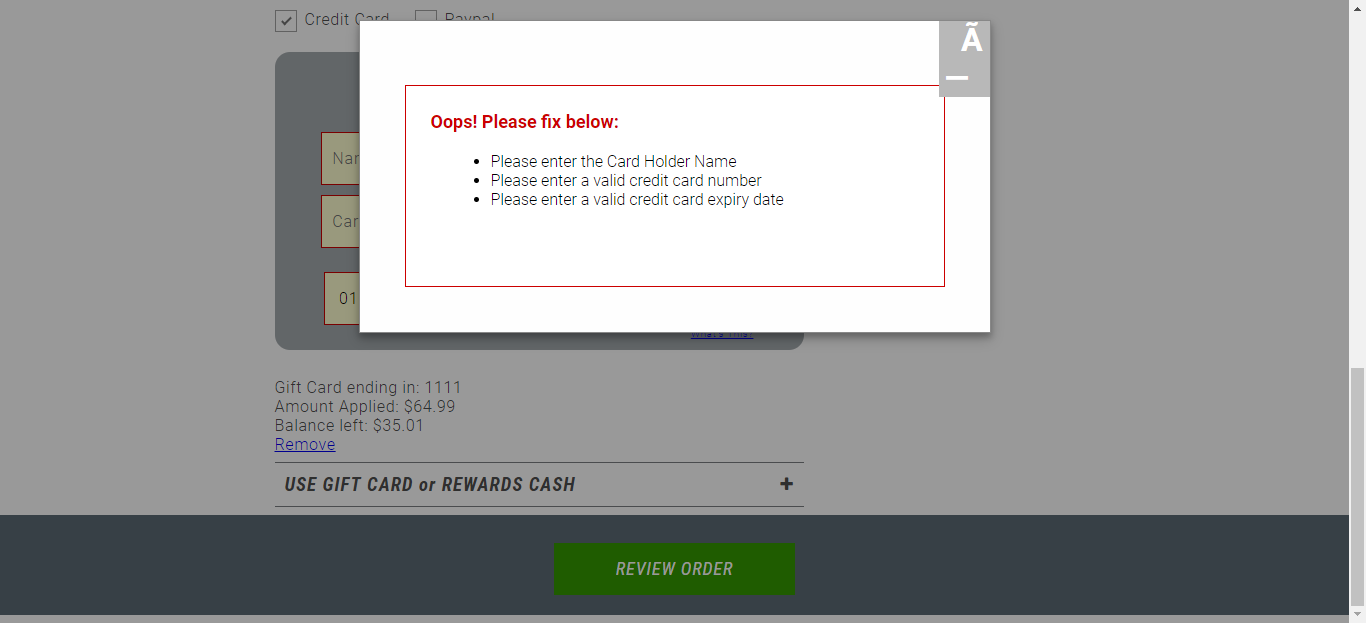 Credit Card Paypal
Ã
—
Oops! Please fix below:
Please enter the Card Holder Name
Please enter a valid credit card number
Please enter a valid credit card expiry date
Nar
Car
01
What's This?
Gift Card ending in: 1111
Amount Applied: $64.99
Balance left: $35.01
Remove
USE GIFT CARD or REWARDS CASH +
REVIEW ORDER